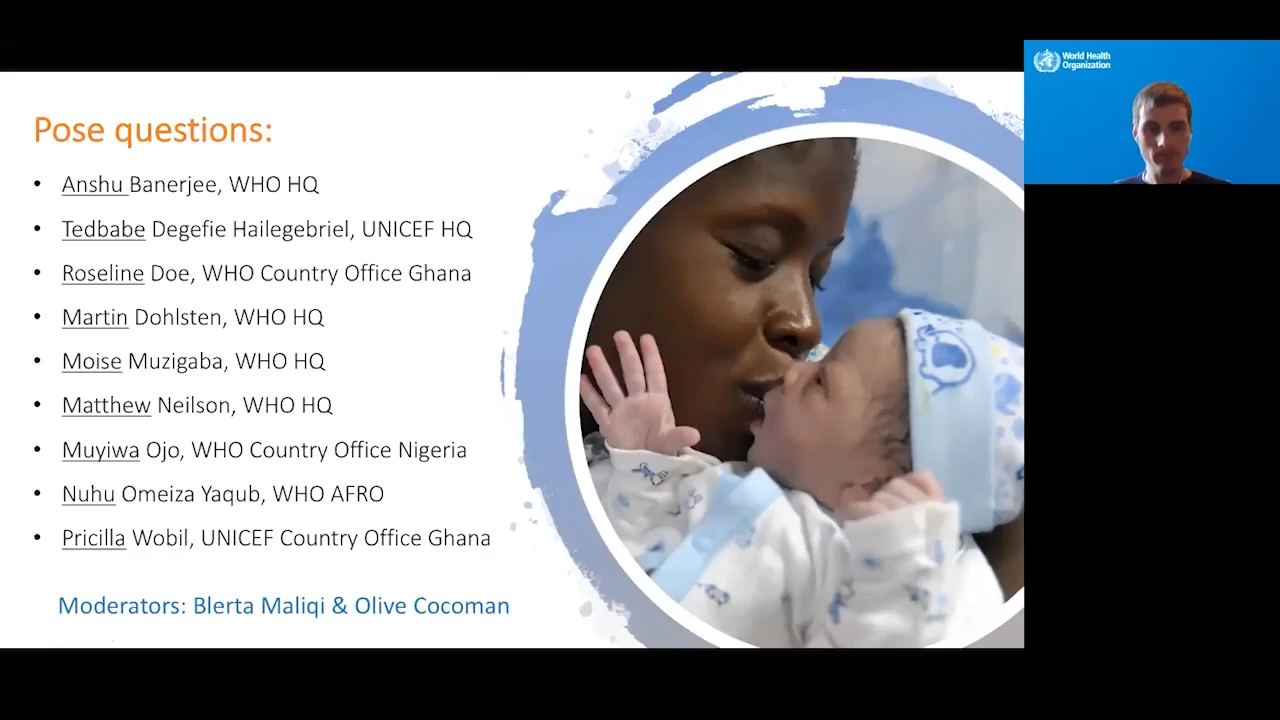 Pose questions:
• Anshu Banerjee, WHO HQ
• Tedbabe Degefie Hailegebriel, UNICEF HQ
• Roseline Doe, WHO Country Office Ghana
• Martin Dohlsten, WHO HQ
• Moise Muzigaba, WHO HQ
• Matthew Neilson, WHO HQ
• Muyiwa Ojo, WHO Country Office Nigeria
• Nuhu Omeiza Yaqub, WHO AFRO
• Pricilla Wobil, UNICEF Country Office Ghana
Moderators: Blerta Maliqi & Olive Cocoman
World Health
Organization